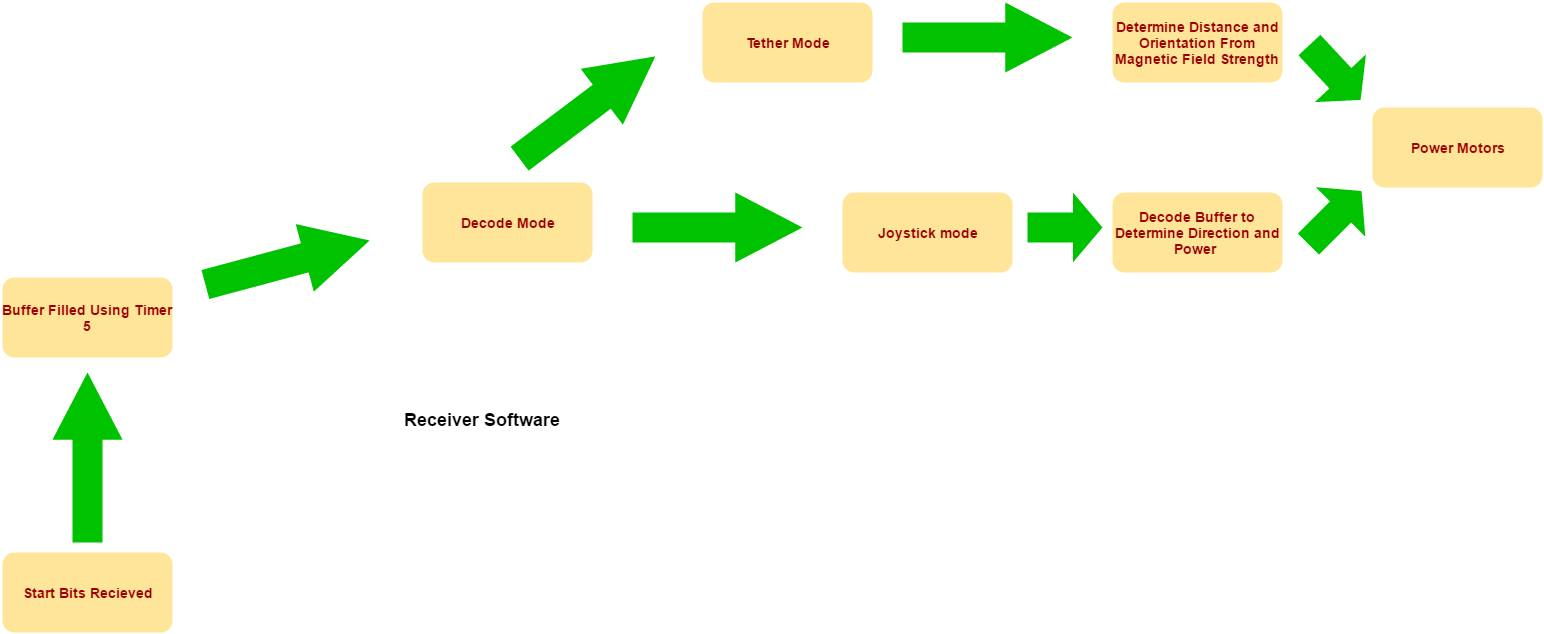 Tether Mode
Determine Distance and
Orientation From
Magnetic Field Strength
Power Motors
Decode Mode
Joystick mode
Decode Buffer to
Determine Direction and
Power
Buffer Filled Using Timer
5
Receiver Software
Start Bits Recieved